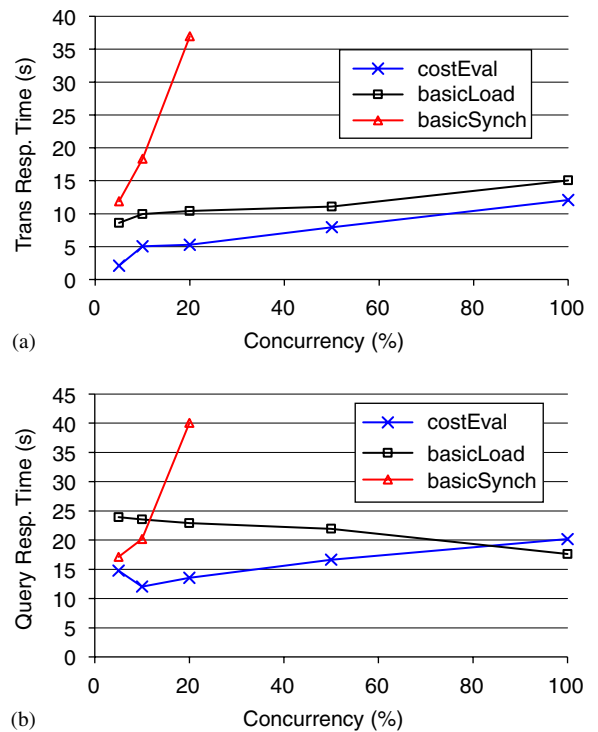 40
35
30
25
20
15
10
5
0
Trans Resp. Time (s)
costEval
basicLoad
basicSynch
0 20 40 60 80 100
Concurrency (%)
(a)
45
40
35
30
25
20
15
10
5
0
Query Resp. Time (s)
costEval
basicLoad
basicSynch
0 20 40 60 80 100
Concurrency (%)
(b)